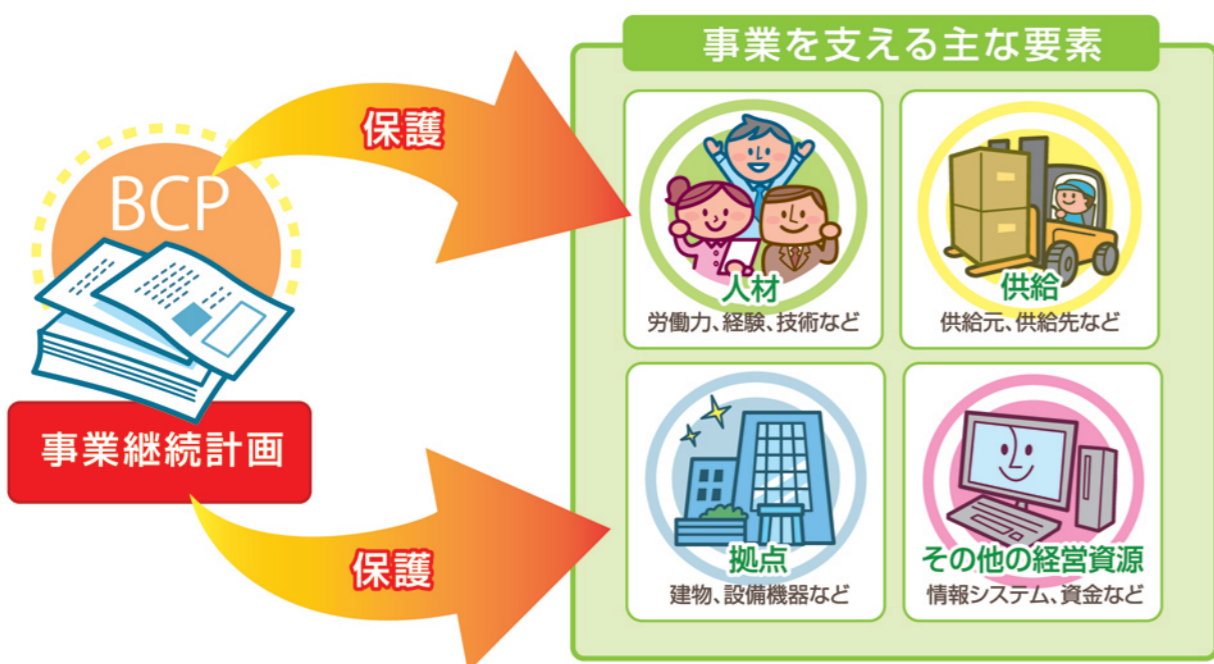 BCP
事業継続計画
保護
保護
事業を支える主な要素
人材
労働力、経験、技術など
供給
供給元、供給先など
拠点
建物、設備機器など
その他の経営資源
情報システム、資金など